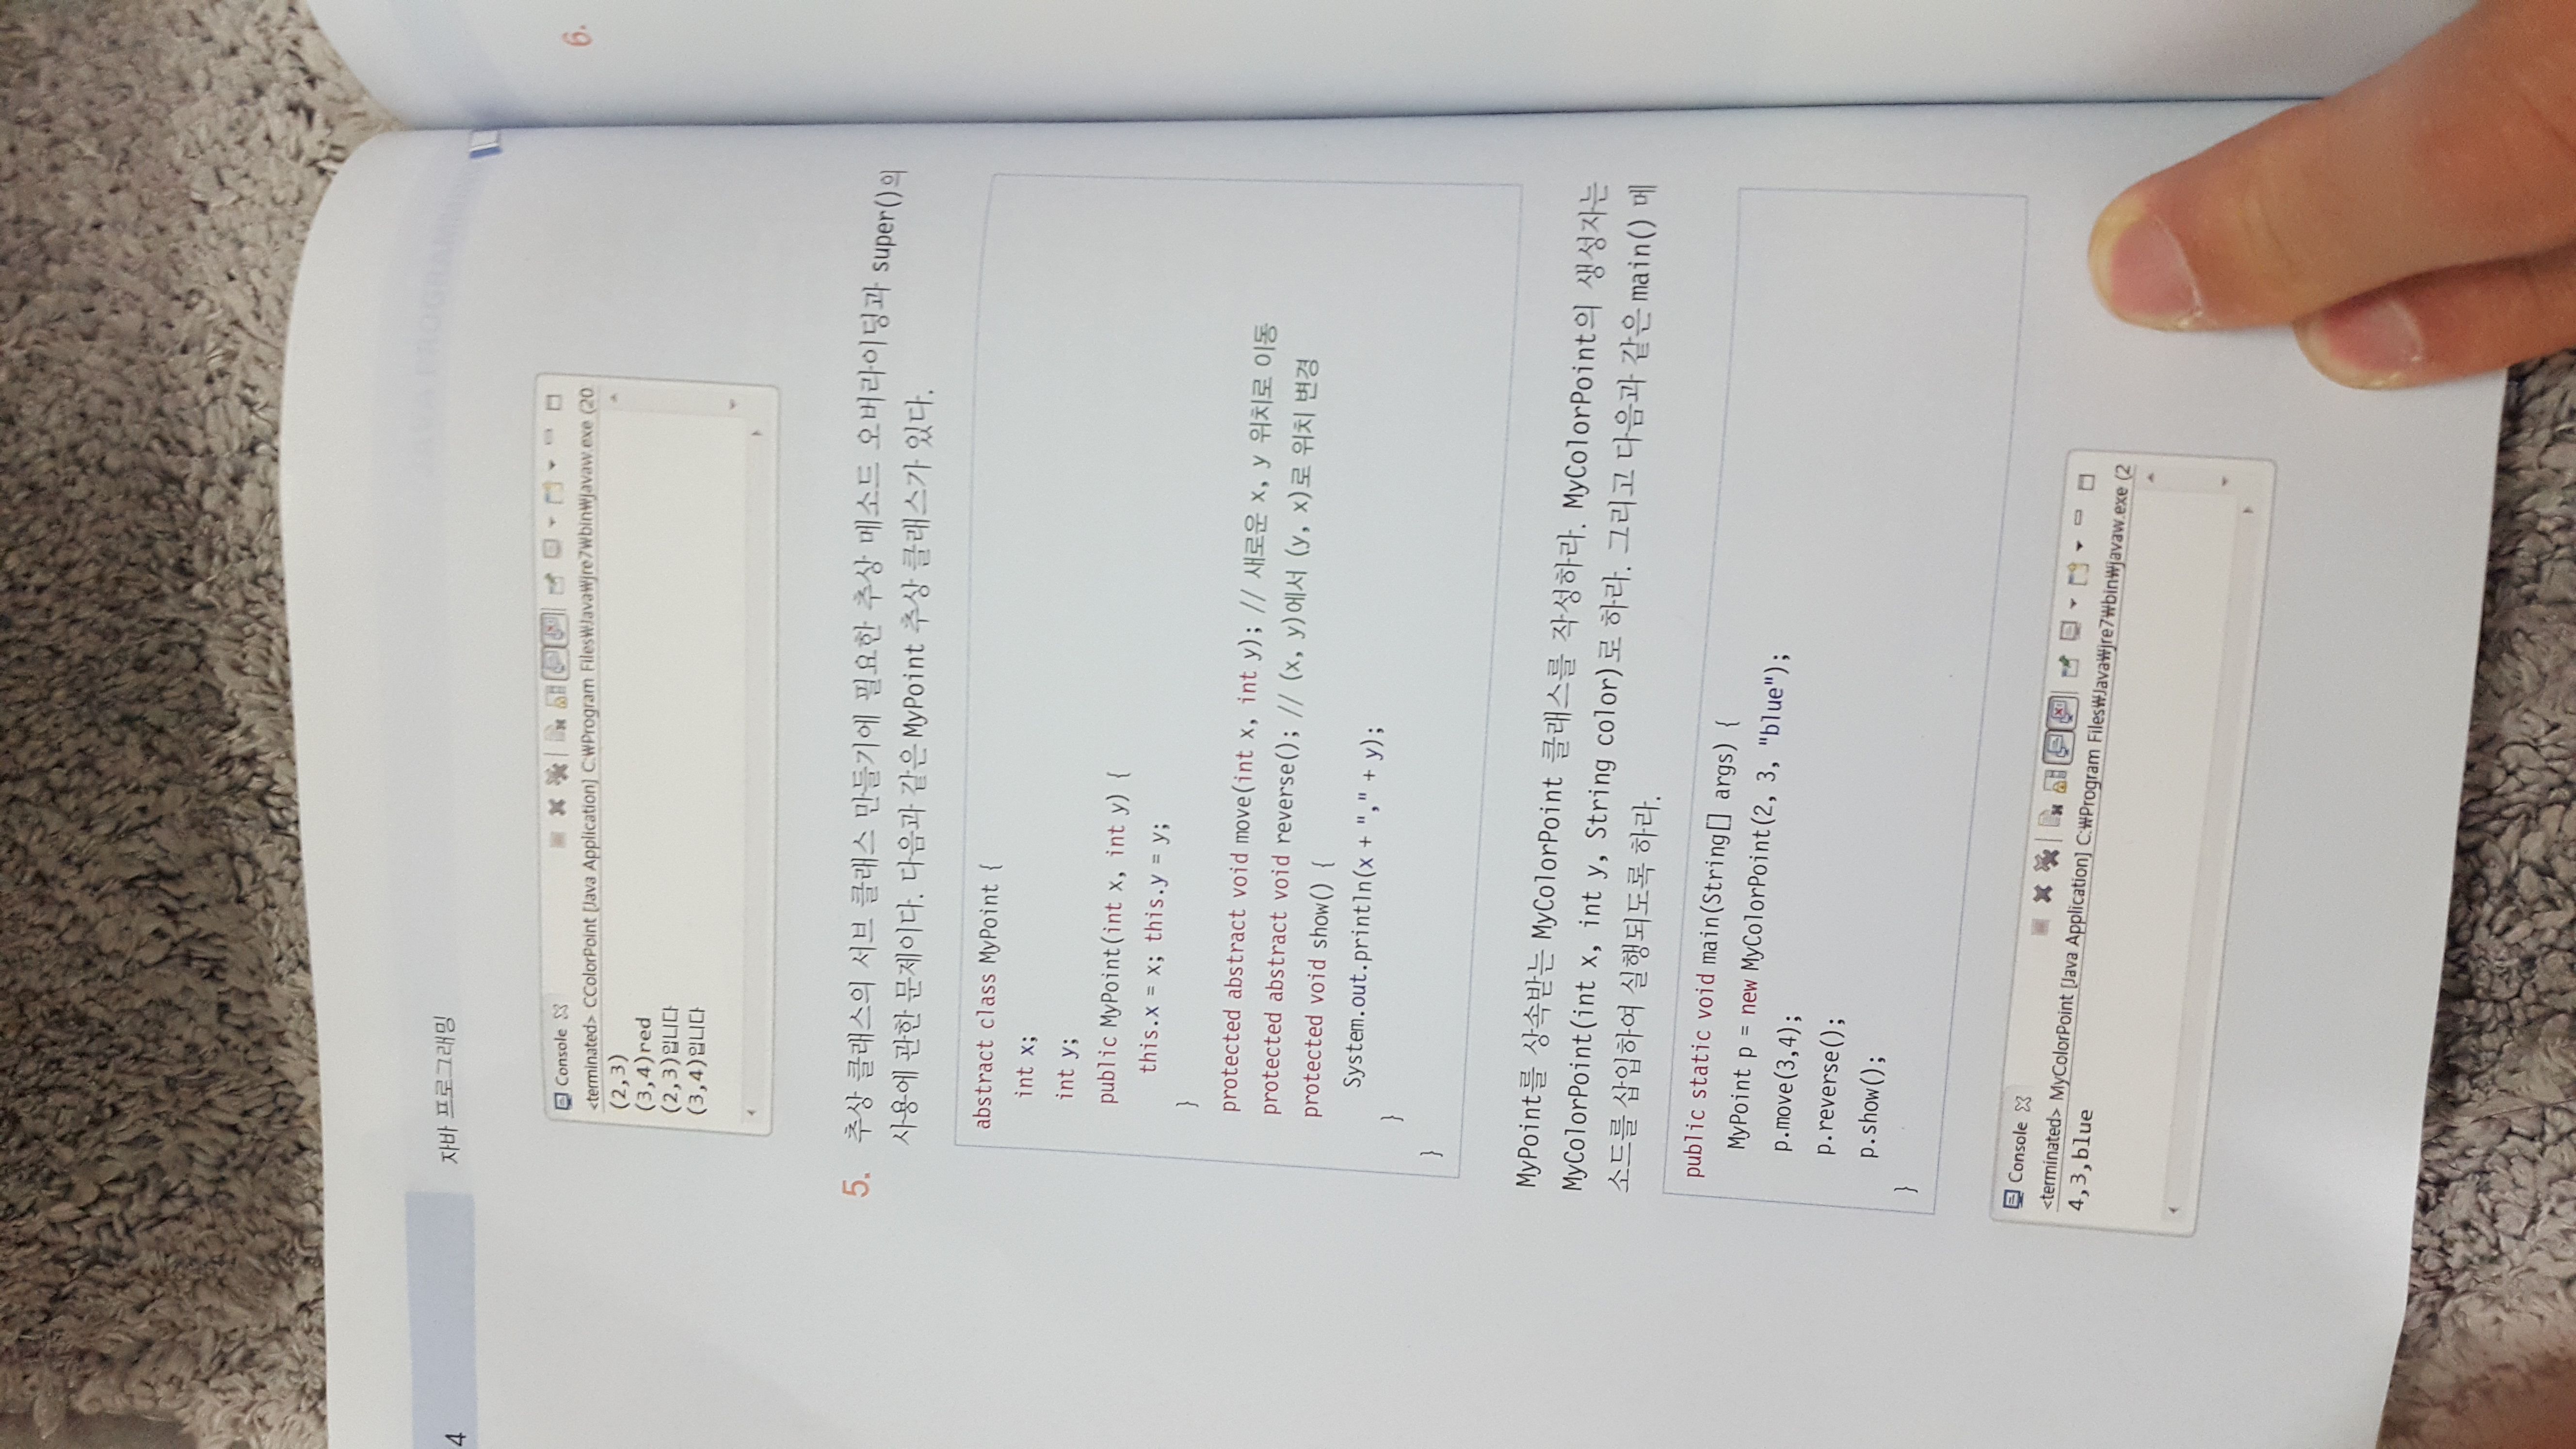 4
자바 프로그래밍
Console
<terminated> CColorPoint [Java Application] C:₩Program Files₩Java₩jre7₩bin₩javaw.exe (20
(2,3)
(3,4)red
(2,3)입니다
(3,4)입니다
6.
5. 추상 클래스의 서브 클래스 만들기에 필요한 추상 메소드 오버라이딩과 super()의
사용에 관한 문제이다. 다음과 같은 MyPoint 추상 클래스가 있다.
abstract class MyPoint {
int x;
int y;
public MyPoint(int x, int y) {
this.x = x; this.y = y;
}
protected abstract void move(int x, int y); // 새로운 x, y 위치로 이동
protected abstract void reverse(); // (x, y)에서 (y, x)로 위치 변경
protected void show() {
System.out.println(x + "," + y);
}
}
MyPoint를 상속받는 MyColorPoint 클래스를 작성하라. MyColorPoint의 생성자는
MyColorPoint(int x, int y, String color)로 하라. 그리고 다음과 같은 main() 메
소드를 삽입하여 실행되도록 하라.
public static void main(String[] args) {
MyPoint p = new MyColorPoint(2, 3, "blue");
p.move(3,4);
p.reverse();
p.show();
}
Console
<terminated> MyColorPoint [Java Application] C:₩Program Files₩Java₩jre7₩bin₩javaw.exe (2
4,3,blue